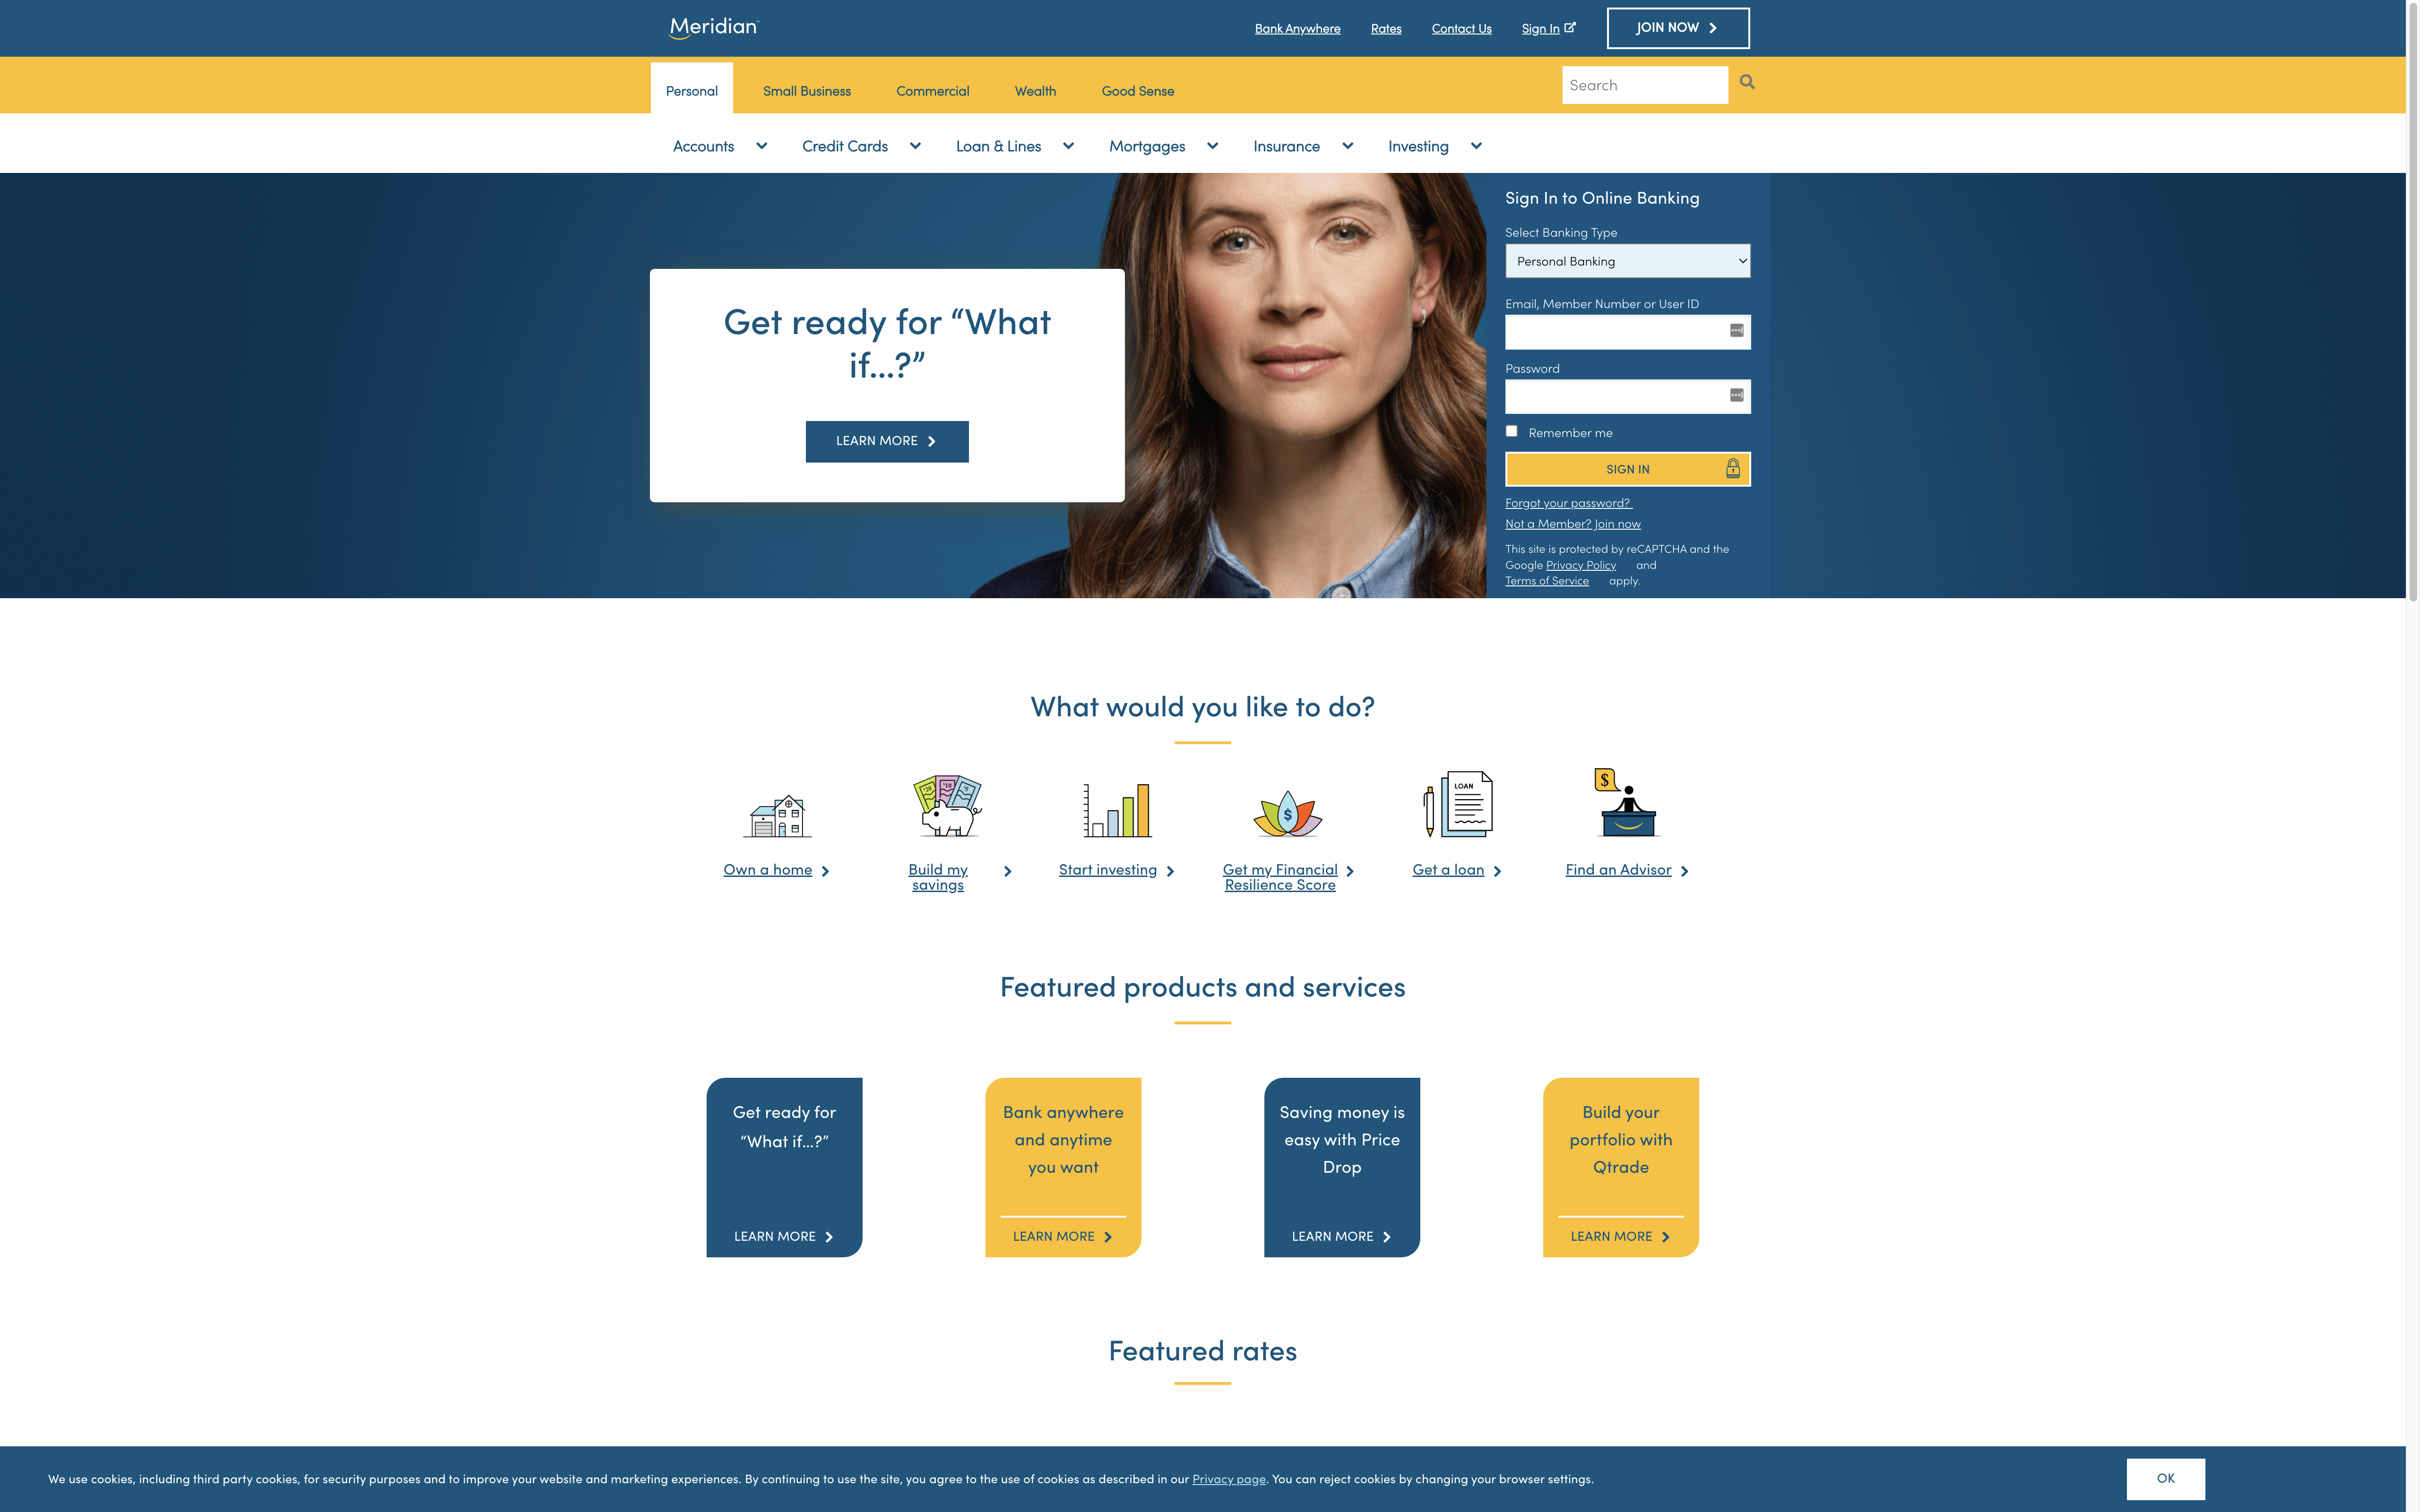 Meridian
Bank Anywhere
Rates
Contact Us
Sign In
JOIN NOW
Personal
Small Business
Commercial
Wealth
Good Sense
Search
Accounts
Credit Cards
Loan & Lines
Mortgages
Insurance
Investing
Get ready for “What
if...?”
LEARN MORE
Sign In to Online Banking
Select Banking Type
Personal Banking
Email, Member Number or User ID
Password
Remember me
SIGN IN
Forgot your password?
Not a Member? Join now
This site is protected by reCAPTCHA and the
Google Privacy Policy and
Terms of Service apply.
What would you like to do?
LOAN
$
$
Own a home
Build my
savings
Start investing
Get my Financial
Resilience Score
Get a loan
Find an Advisor
Featured products and services
Get ready for
“What if...?”
LEARN MORE
Bank anywhere
and anytime
you want
LEARN MORE
Saving money is
easy with Price
Drop
LEARN MORE
Build your
portfolio with
Qtrade
LEARN MORE
Featured rates
We use cookies, including third party cookies, for security purposes and to improve your website and marketing experiences. By continuing to use the site, you agree to the use of cookies as described in our Privacy page. You can reject cookies by changing your browser settings.
OK